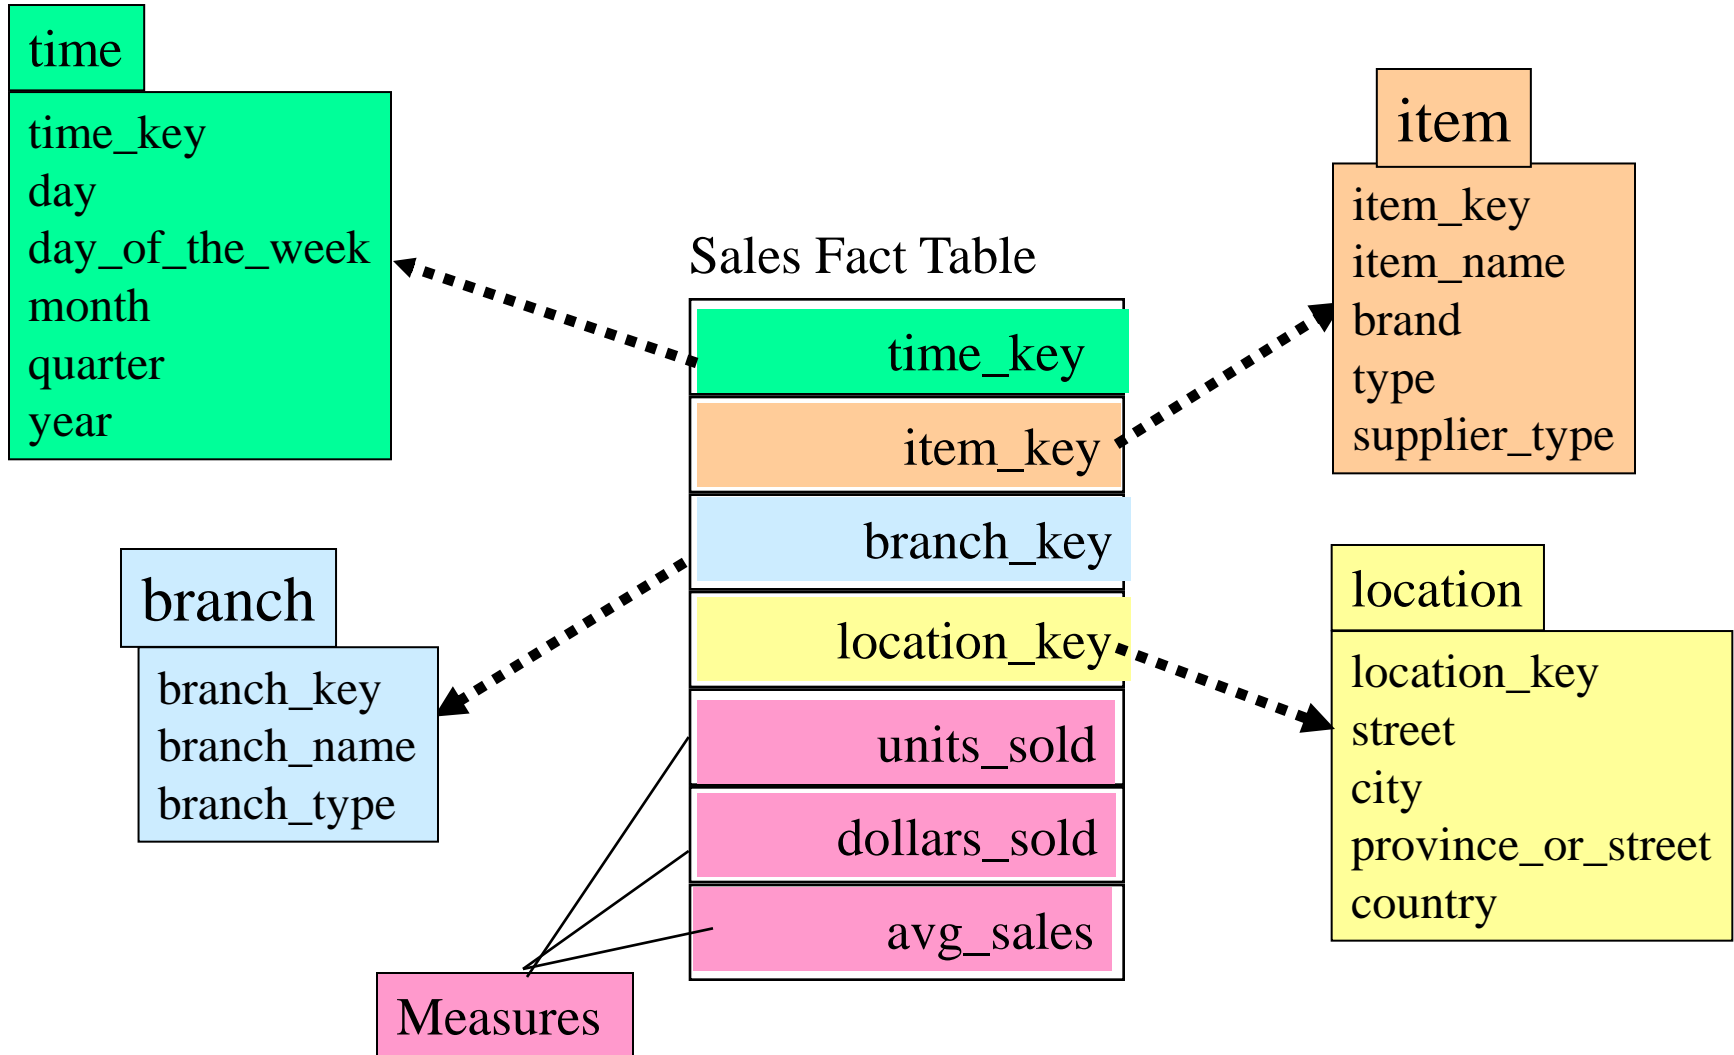 time
time_key
day
day_of_the_week
month
quarter
year
item
item_key
item_name
brand
type
supplier_type
Sales Fact Table
time_key
item_key
branch_key
location_key
units_sold
dollars_sold
avg_sales
branch
branch_key
branch_name
branch_type
location
location_key
street
city
province_or_street
country
Measures